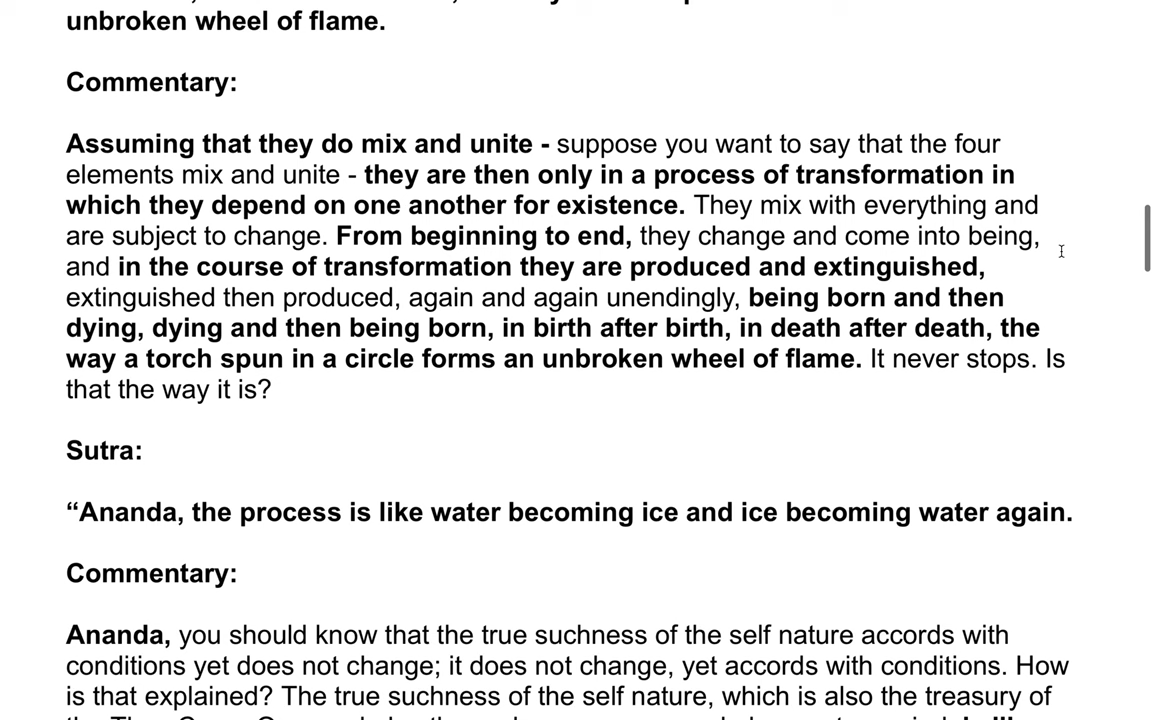 unbroken wheel of flame.
Commentary:
Assuming that they do mix and unite - suppose you want to say that the four
elements mix and unite - they are then only in a process of transformation in
which they depend on one another for existence. They mix with everything and
are subject to change. From beginning to end, they change and come into being,
and in the course of transformation they are produced and extinguished,
extinguished then produced, again and again unendingly, being born and then
dying, dying and then being born, in birth after birth, in death after death, the
way a torch spun in a circle forms an unbroken wheel of flame. It never stops. Is
that the way it is?
Sutra:
“Ananda, the process is like water becoming ice and ice becoming water again.
Commentary:
Ananda, you should know that the true suchness of the self nature accords with
conditions yet does not change; it does not change, yet accords with conditions. How
is that explained? The true suchness of the self nature, which is also the treasury of